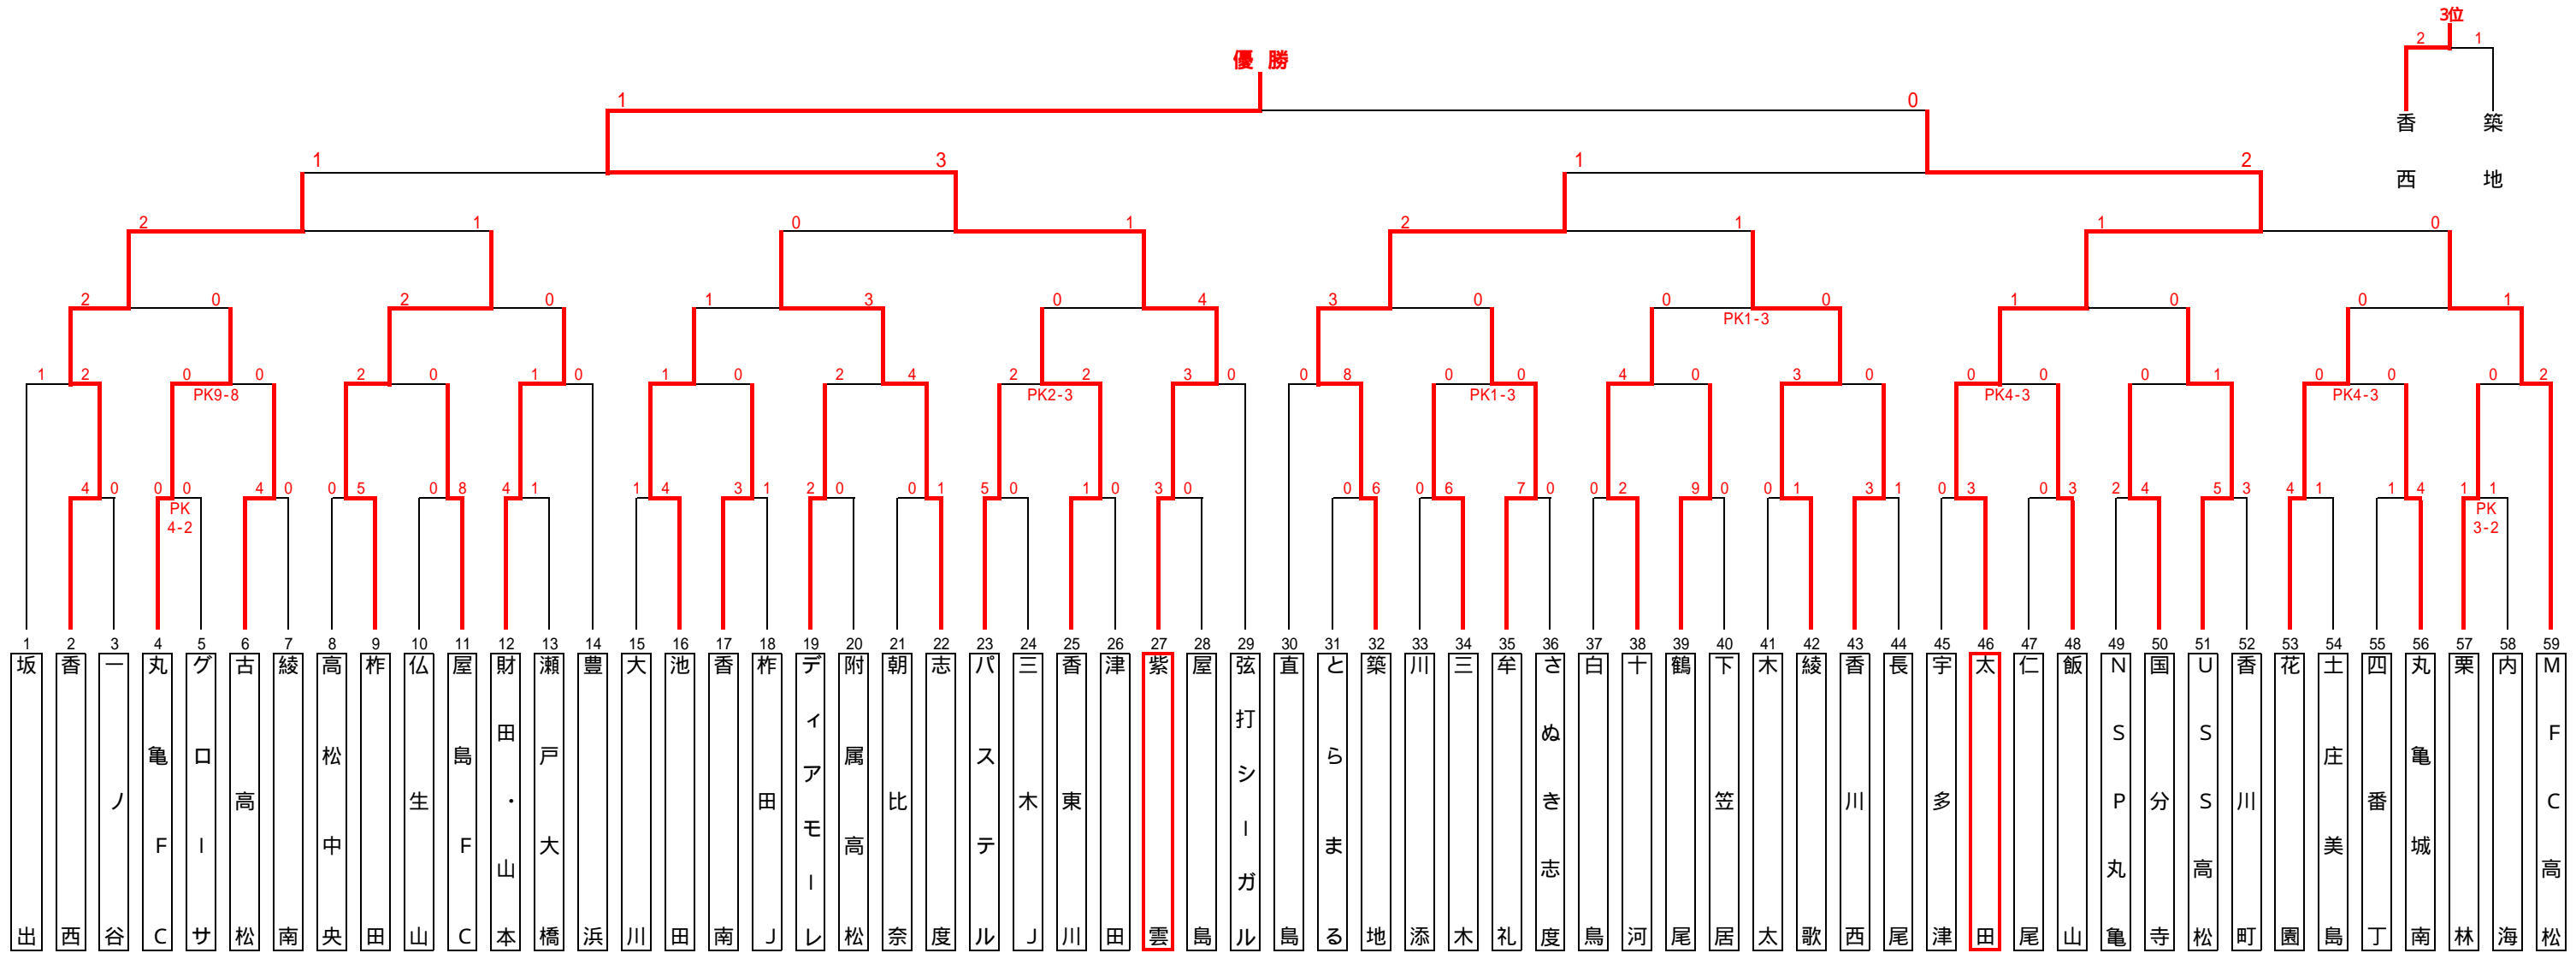 3位
2 1
優 勝
1 0
香西 築地
1 3 1 2
2 1 0 1 2 1 1 0
2 0 2 0 1 3 0 4 3 0 0 0 1 0 0 1
PK1-3
1 2 0 0 2 0 1 0 1 0 2 4 2 2 3 0 0 8 0 0 4 0 3 0 0 0 0 1 0 0 0 2
PK9-8 PK2-3 PK1-3 PK4-3 PK4-3
4 0 0 0 4 0 0 5 0 8 4 1 1 4 3 1 2 0 0 1 5 0 1 0 3 0 0 6 0 6 7 0 0 2 9 0 0 1 3 1 0 3 0 3 2 4 5 3 4 1 1 4 1 1
PK PK
4-2 3-2
1 2 3 4 5 6 7 8 9 10 11 12 13 14 15 16 17 18 19 20 21 22 23 24 25 26 27 28 29 30 31 32 33 34 35 36 37 38 39 40 41 42 43 44 45 46 47 48 49 50 51 52 53 54 55 56 57 58 59
坂出
香西
一ノ谷
丸亀FC
グローサ
古高松
綾南
高松中央
柞田
仏生山
屋島FC
財田・山本
瀬戸大橋
豊浜
大川
池田
香南
柞田J
ディアモーレ
附属高松
朝比奈
志度
パステル
三木J
香東川
津田
紫雲
屋島
弦打シーガル
直島
とらまる
築地
川添
三木
牟礼
さぬき志度
白鳥
十河
鶴尾
下笠居
木太
綾歌
香川西
長尾
宇多津
太田
仁尾
飯山
NSP丸亀
国分寺
USS高松
香川町
花園
土庄美島
四番丁
丸亀城南
栗林
内海
MFC高松